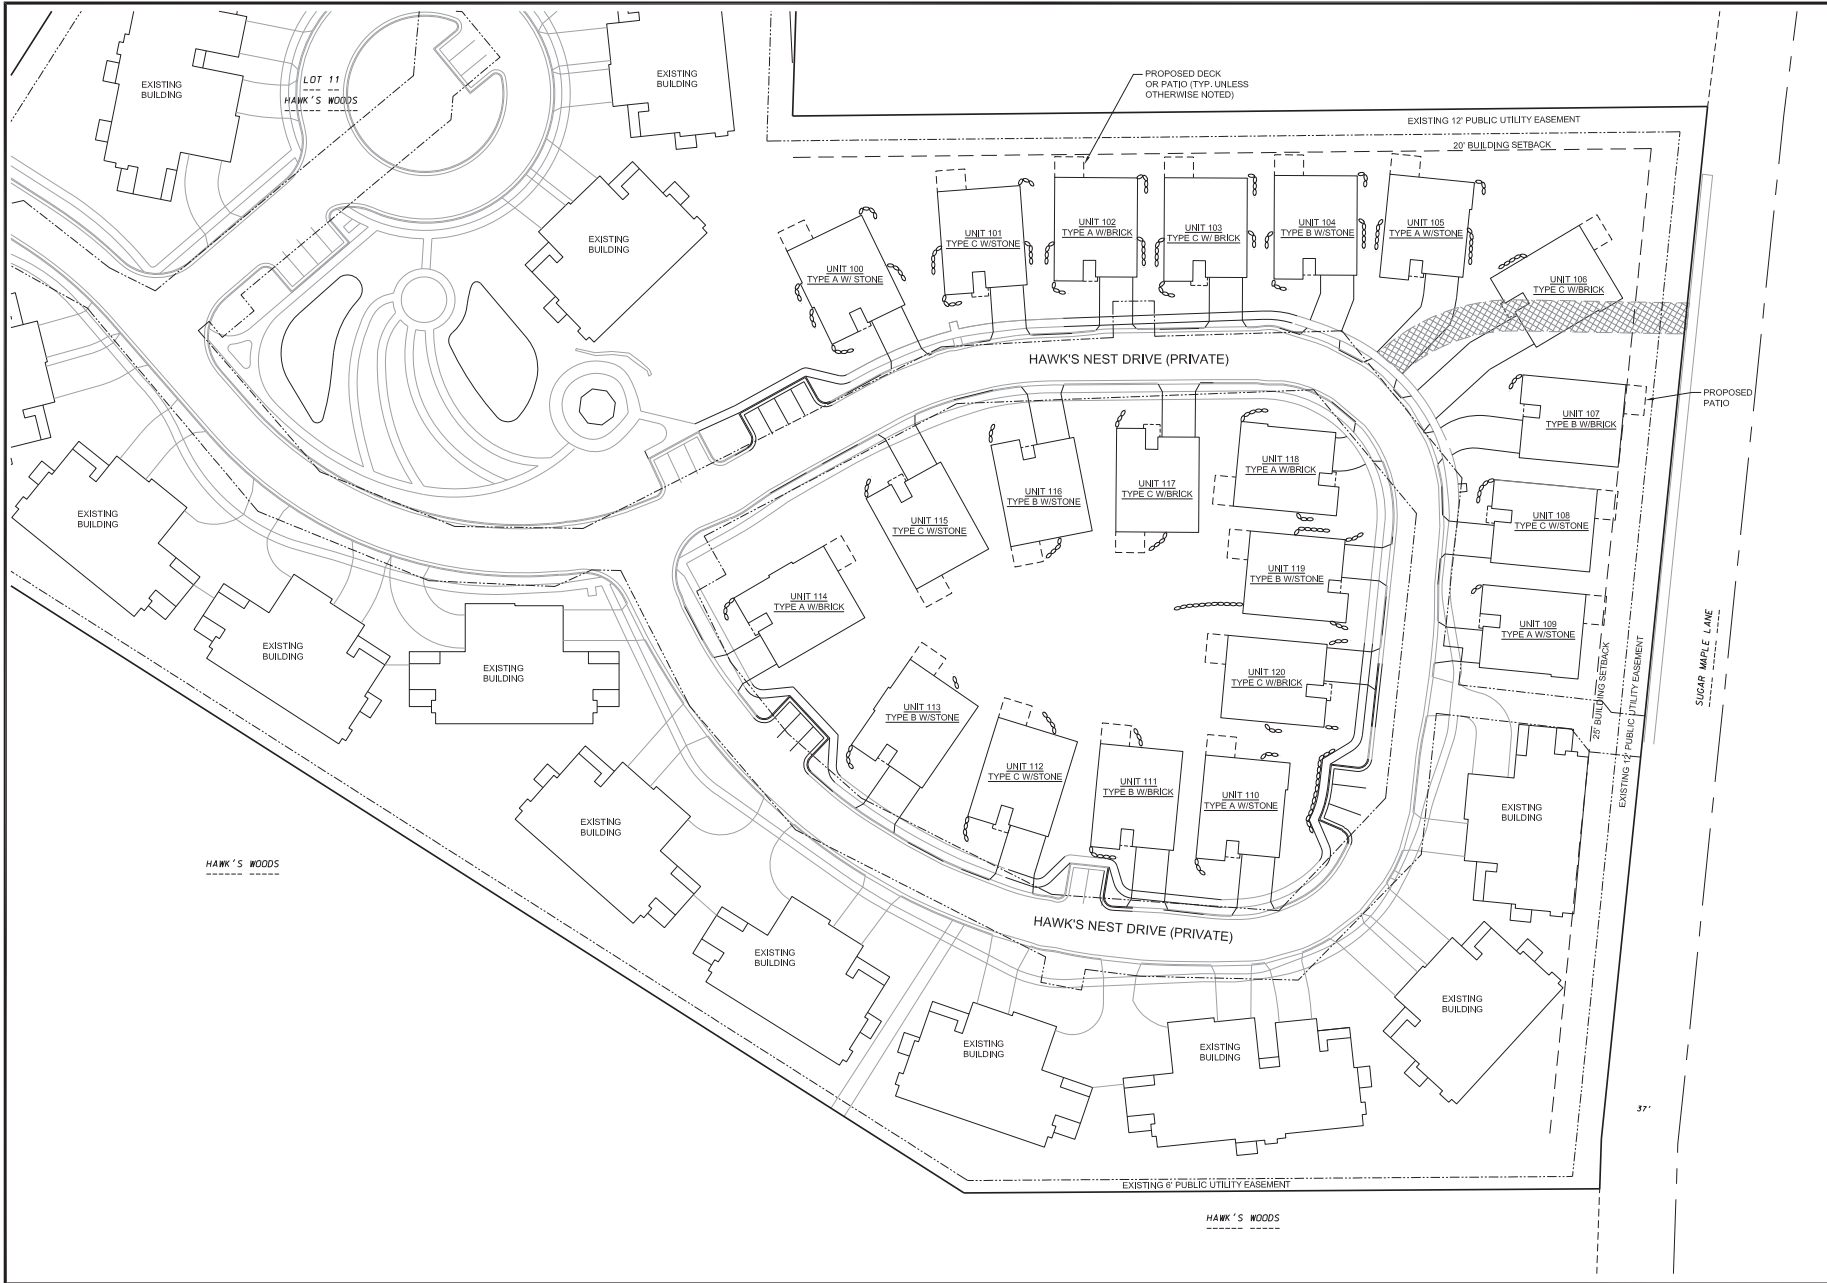 LOT 11
HAWK'S WOODS
EXISTING
BUILDING
EXISTING
BUILDING
EXISTING
BUILDING
PROPOSED DECK
OR PATIO (TYP. UNLESS
OTHERWISE NOTED)
EXISTING 12' PUBLIC UTILITY EASEMENT
20' BUILDING SETBACK
UNIT 100
TYPE A W/ STONE
UNIT 101
TYPE C W/STONE
UNIT 102
TYPE A W/BRICK
UNIT 103
TYPE C W/ BRICK
UNIT 104
TYPE B W/STONE
UNIT 105
TYPE A W/STONE
UNIT 106
TYPE C W/BRICK
HAWK'S NEST DRIVE (PRIVATE)
PROPOSED
PATIO
UNIT 107
TYPE B W/BRICK
UNIT 118
TYPE A W/BRICK
UNIT 117
TYPE C W/BRICK
UNIT 116
TYPE B W/STONE
UNIT 115
TYPE C W/STONE
UNIT 108
TYPE C W/STONE
UNIT 119
TYPE B W/STONE
UNIT 114
TYPE A W/BRICK
UNIT 109
TYPE A W/STONE
UNIT 120
TYPE C W/BRICK
UNIT 113
TYPE B W/STONE
UNIT 112
TYPE C W/STONE
UNIT 111
TYPE B W/BRICK
UNIT 110
TYPE A W/STONE
25' BUILDING SETBACK
EXISTING 12' PUBLIC UTILITY EASEMENT
SUGAR MAPLE LANE
EXISTING
BUILDING
EXISTING
BUILDING
EXISTING
BUILDING
EXISTING
BUILDING
EXISTING
BUILDING
HAWK'S WOODS
HAWK'S NEST DRIVE (PRIVATE)
EXISTING
BUILDING
EXISTING
BUILDING
EXISTING
BUILDING
EXISTING
BUILDING
37'
EXISTING 6' PUBLIC UTILITY EASEMENT
HAWK'S WOODS